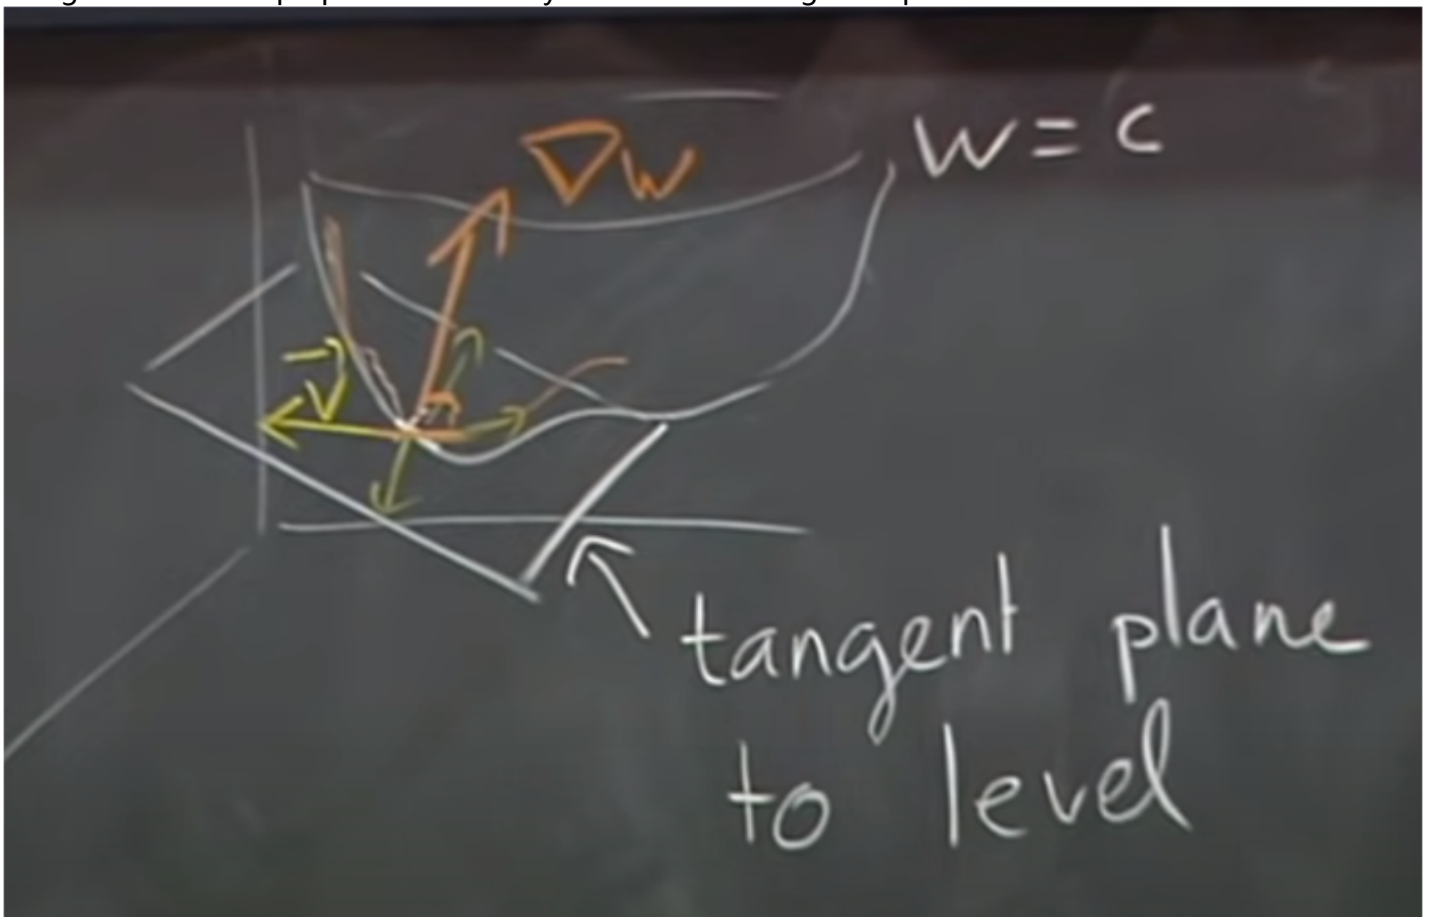 ∇w
w = c
v⃗
tangent plane
to level